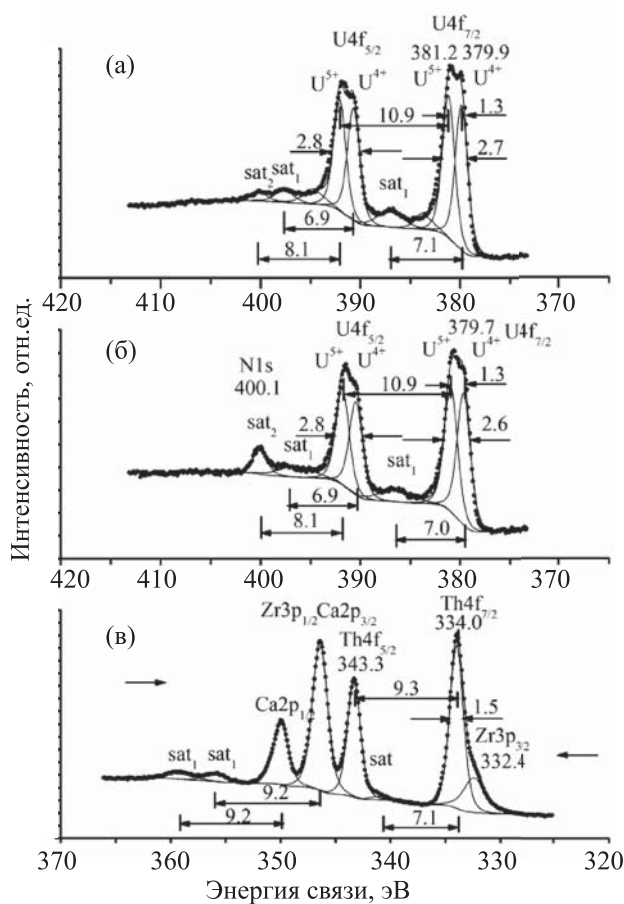 Интенсивность, отн.ед.
(а)
U4f5/2
U4f7/2
381.2 379.9
U5+ U4+
U5+ U4+
10.9
1.3
2.8
2.7
sat2 sat1
sat1
6.9
8.1
7.1
420 410 400 390 380 370
(б)
U4f5/2
379.7 U4f7/2
U5+ U4+
U5+ U4+
N1s
400.1
10.9
1.3
sat2
2.8
2.6
sat1
sat1
6.9
8.1
7.0
420 410 400 390 380 370
(в)
Th4f7/2
334.0
Zr3p1/2 Ca2p3/2
Th4f5/2
343.3
9.3
Ca2p1/2
1.5
Zr3p3/2
332.4
sat1 sat1
sat
9.2
9.2
7.1
370 360 350 340 330 320
Энергия связи, эВ